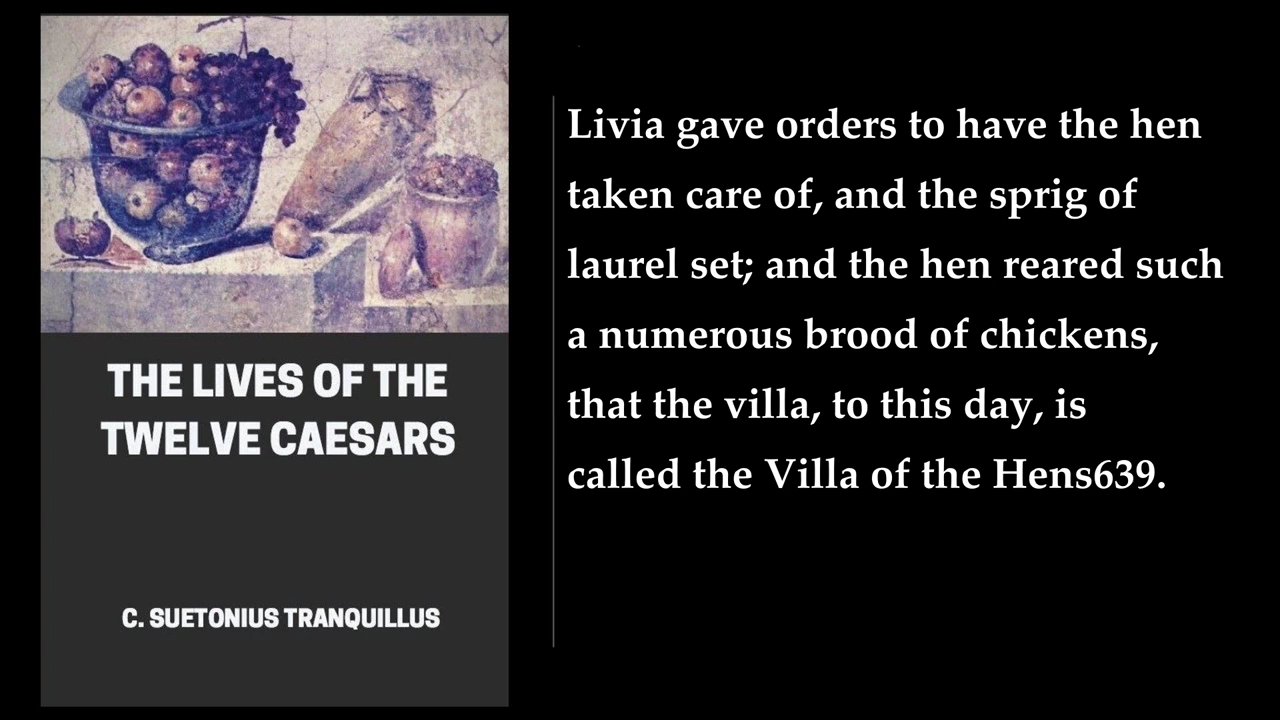 THE LIVES OF THE
TWELVE CAESARS
C. SUETONIUS TRANQUILLUS
Livia gave orders to have the hen
taken care of, and the sprig of
laurel set; and the hen reared such
a numerous brood of chickens,
that the villa, to this day, is
called the Villa of the Hens639.